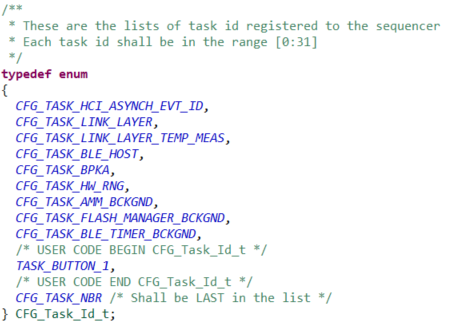 /**
 * These are the lists of task id registered to the sequencer
 * Each task id shall be in the range [0:31]
 */
typedef enum
{
  CFG_TASK_HCI_ASYNCH_EVT_ID,
  CFG_TASK_LINK_LAYER,
  CFG_TASK_LINK_LAYER_TEMP_MEAS,
  CFG_TASK_BLE_HOST,
  CFG_TASK_BPKA,
  CFG_TASK_HW_RNG,
  CFG_TASK_AMM_BCKGND,
  CFG_TASK_FLASH_MANAGER_BCKGND,
  CFG_TASK_BLE_TIMER_BCKGND,
  /* USER CODE BEGIN CFG_Task_Id_t */
  TASK_BUTTON_1,
  /* USER CODE END CFG_Task_Id_t */
  CFG_TASK_NBR /* Shall be LAST in the list */
} CFG_Task_Id_t;